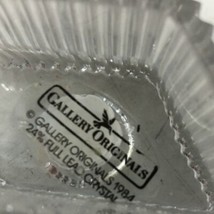 GALLERY ORIGINALS
© GALLERY ORIGINALS 1984
24% FULL LEAD CRYSTAL